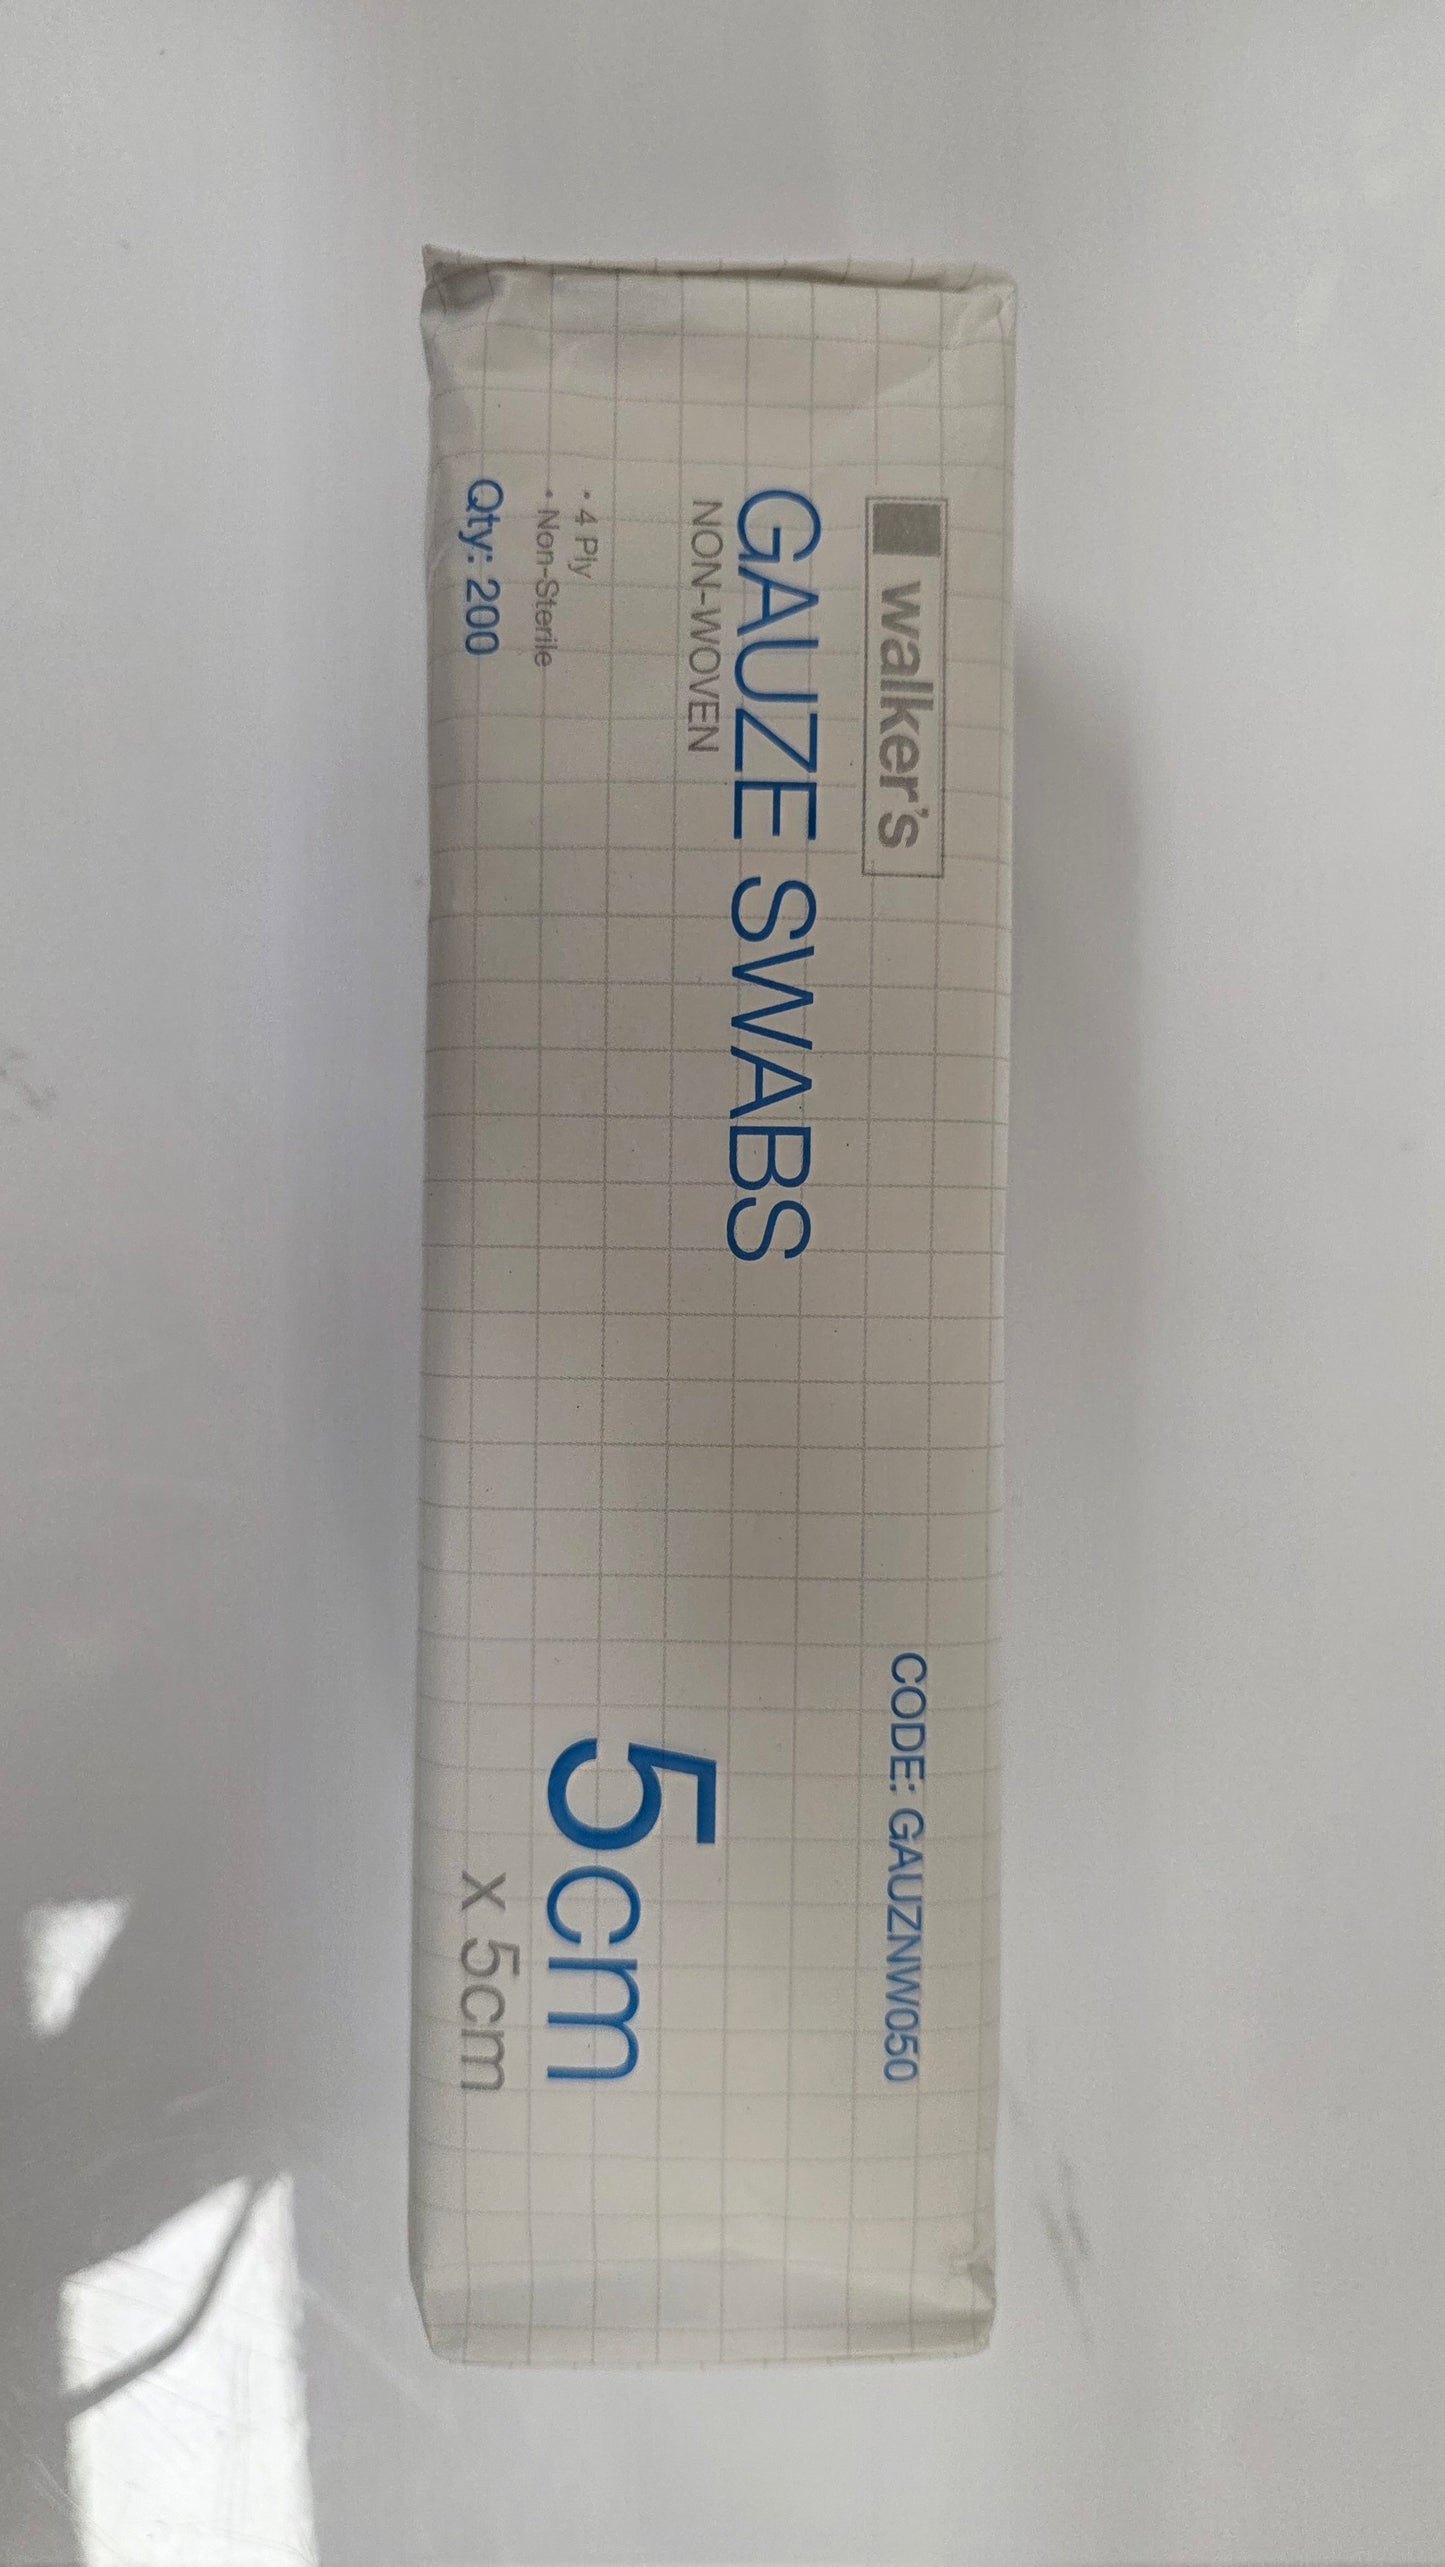 walker's
CODE: GAUZNW050
GAUZE SWABS
NON-WOVEN
• 4 Ply
• Non-Sterile
Qty: 200
5cm
x 5cm